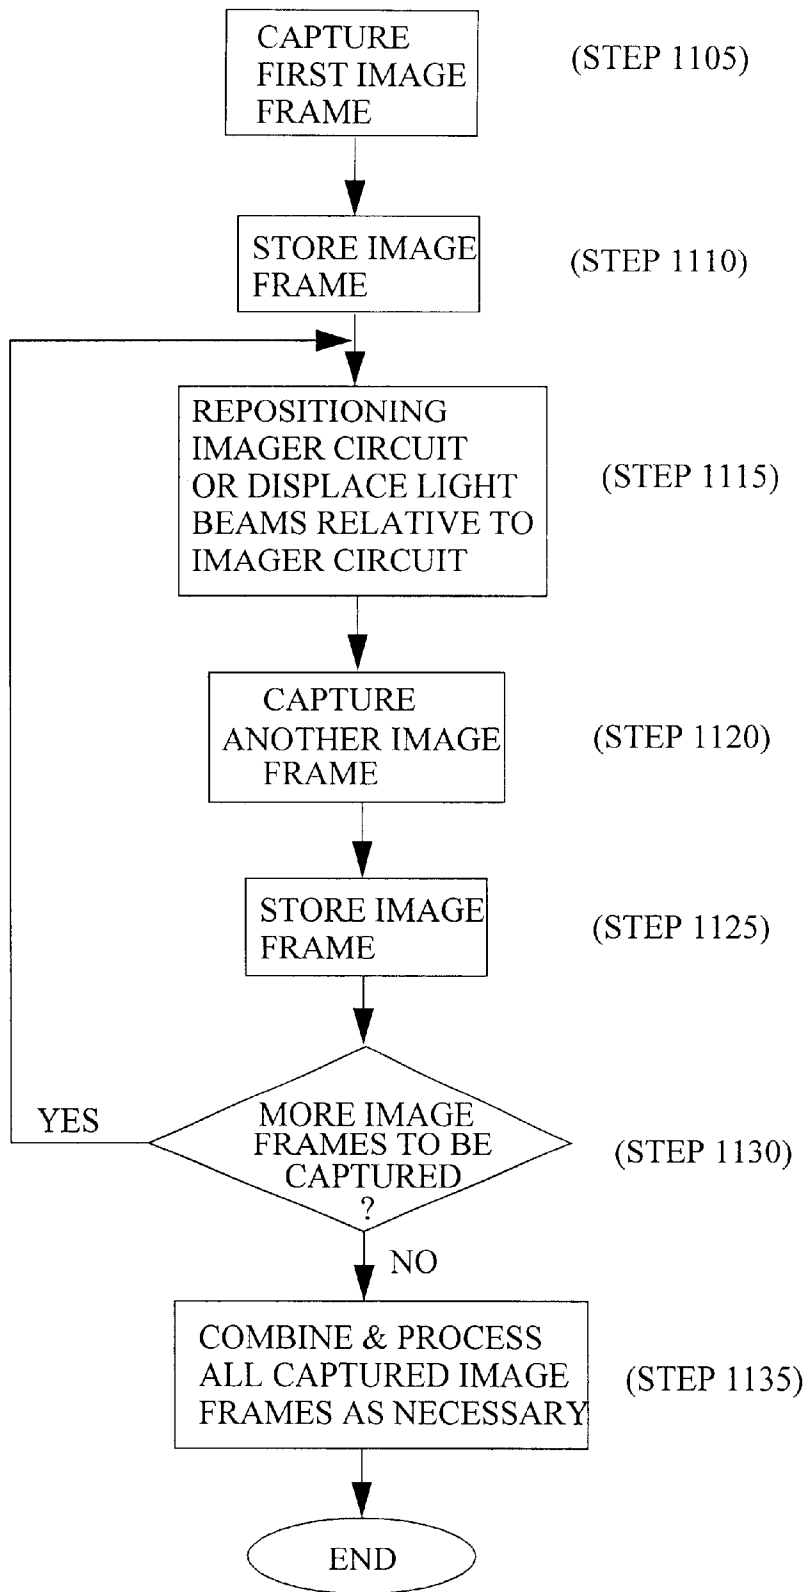 CAPTURE
FIRST IMAGE
FRAME
(STEP 1105)
STORE IMAGE
FRAME
(STEP 1110)
REPOSITIONING
IMAGER CIRCUIT
OR DISPLACE LIGHT
BEAMS RELATIVE TO
IMAGER CIRCUIT
(STEP 1115)
CAPTURE
ANOTHER IMAGE
FRAME
(STEP 1120)
STORE IMAGE
FRAME
(STEP 1125)
YES
MORE IMAGE
FRAMES TO BE
CAPTURED
?
(STEP 1130)
NO
COMBINE & PROCESS
ALL CAPTURED IMAGE
FRAMES AS NECESSARY
(STEP 1135)
END